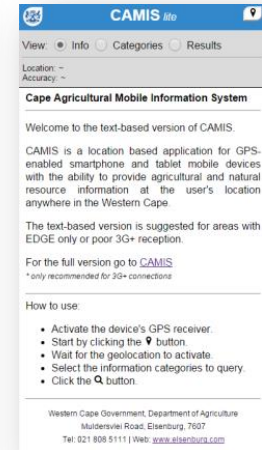 CAMIS lite
View: Info Categories Results
Location: ~
Accuracy: ~
Cape Agricultural Mobile Information System
Welcome to the text-based version of CAMIS.
CAMIS is a location based application for GPS-
enabled smartphone and tablet mobile devices
with the ability to provide agricultural and natural
resource information at the user's location
anywhere in the Western Cape.
The text-based version is suggested for areas with
EDGE only or poor 3G+ reception.
For the full version go to CAMIS
* only recommended for 3G+ connections
How to use:
• Activate the device's GPS receiver.
• Start by clicking the button.
• Wait for the geolocation to activate.
• Select the information categories to query.
• Click the button.
Western Cape Government, Department of Agriculture
Muldersvlei Road, Elsenburg, 7607
Tel: 021 808 5111 | Web: www.elsenburg.com